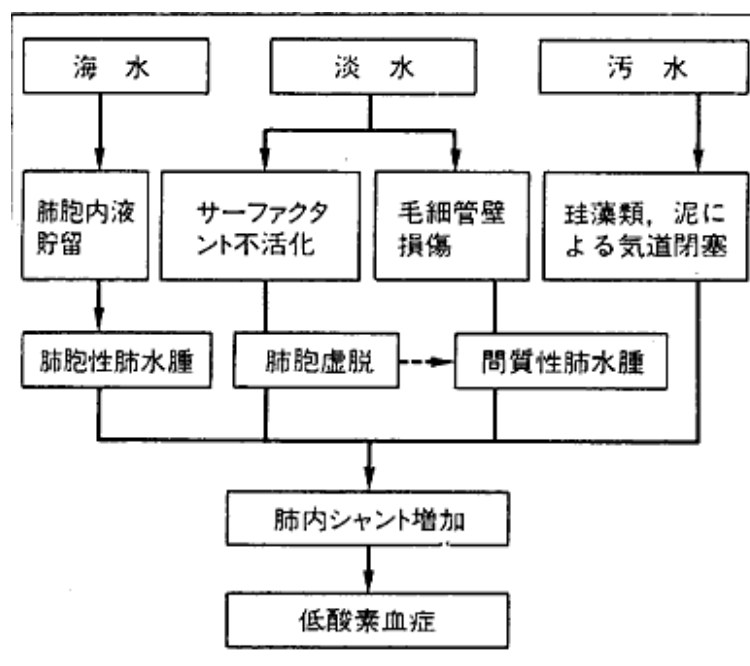 海水
淡水
汚水
肺胞内液
貯留
サーファクタ
ント不活化
毛細管壁
損傷
珪藻類，泥に
よる気道閉塞
肺胞性肺水腫
肺胞虚脱
間質性肺水腫
肺内シャント増加
低酸素血症